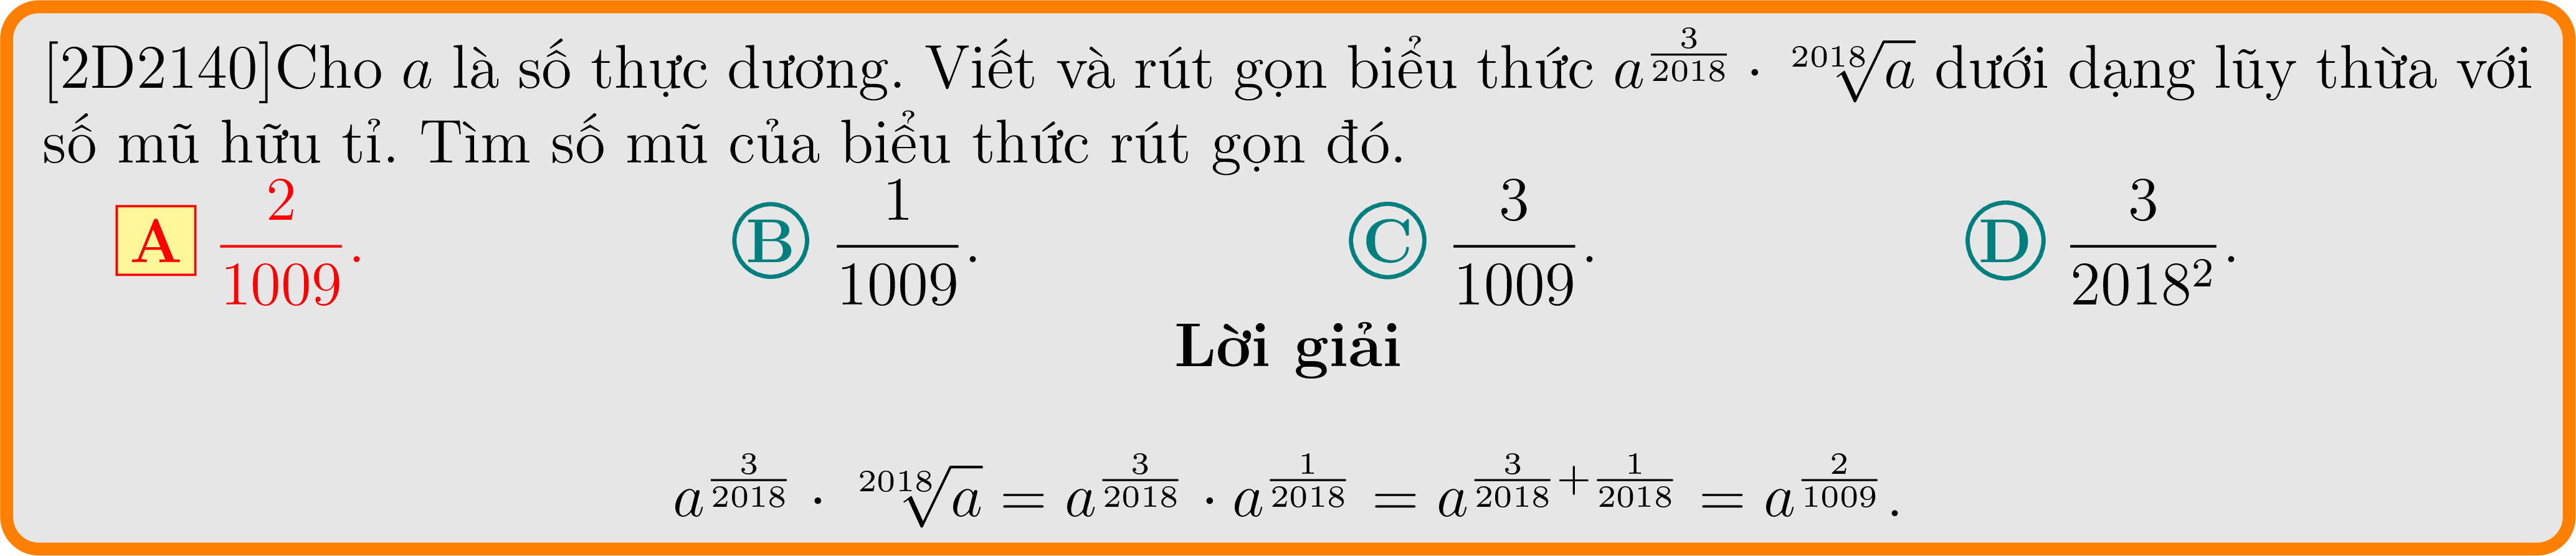 [2D2140]Cho $a$ là số thực dương. Viết và rút gọn biểu thức $a^{\frac{3}{2018}} \cdot \sqrt[2018]{a}$ dưới dạng lũy thừa với
số mũ hữu tỉ. Tìm số mũ của biểu thức rút gọn đó.
A $\frac{2}{1009}$. B $\frac{1}{1009}$. C $\frac{3}{1009}$. D $\frac{3}{2018^2}$.
Lời giải
$a^{\frac{3}{2018}} \cdot \sqrt[2018]{a} = a^{\frac{3}{2018}} \cdot a^{\frac{1}{2018}} = a^{\frac{3}{2018}+\frac{1}{2018}} = a^{\frac{2}{1009}}$.